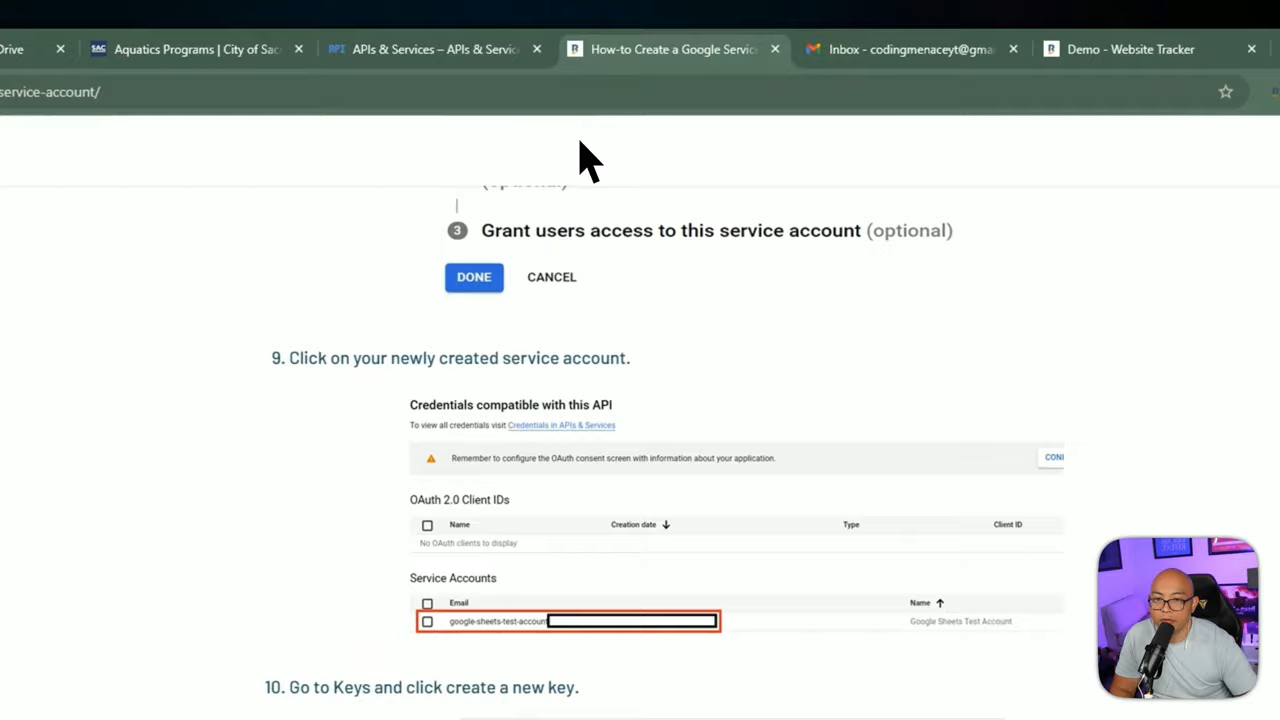 Drive
SAC Aquatics Programs | City of Sac
API APIs & Services – APIs & Servic
R How-to Create a Google Servic
Inbox - codingmenaceyt@gma
R Demo - Website Tracker
service-account/
(optional)
3 Grant users access to this service account (optional)
DONE CANCEL
9. Click on your newly created service account.
Credentials compatible with this API
To view all credentials visit Credentials in APIs & Services
Remember to configure the OAuth consent screen with information about your application. CONI
OAuth 2.0 Client IDs
Name Creation date Type Client ID
No OAuth clients to display
Service Accounts
Email Name
google-sheets-test-account Google Sheets Test Account
10. Go to Keys and click create a new key.